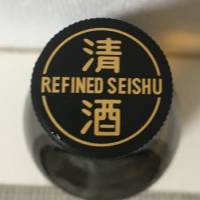 清
REFINED SEISHU
酒